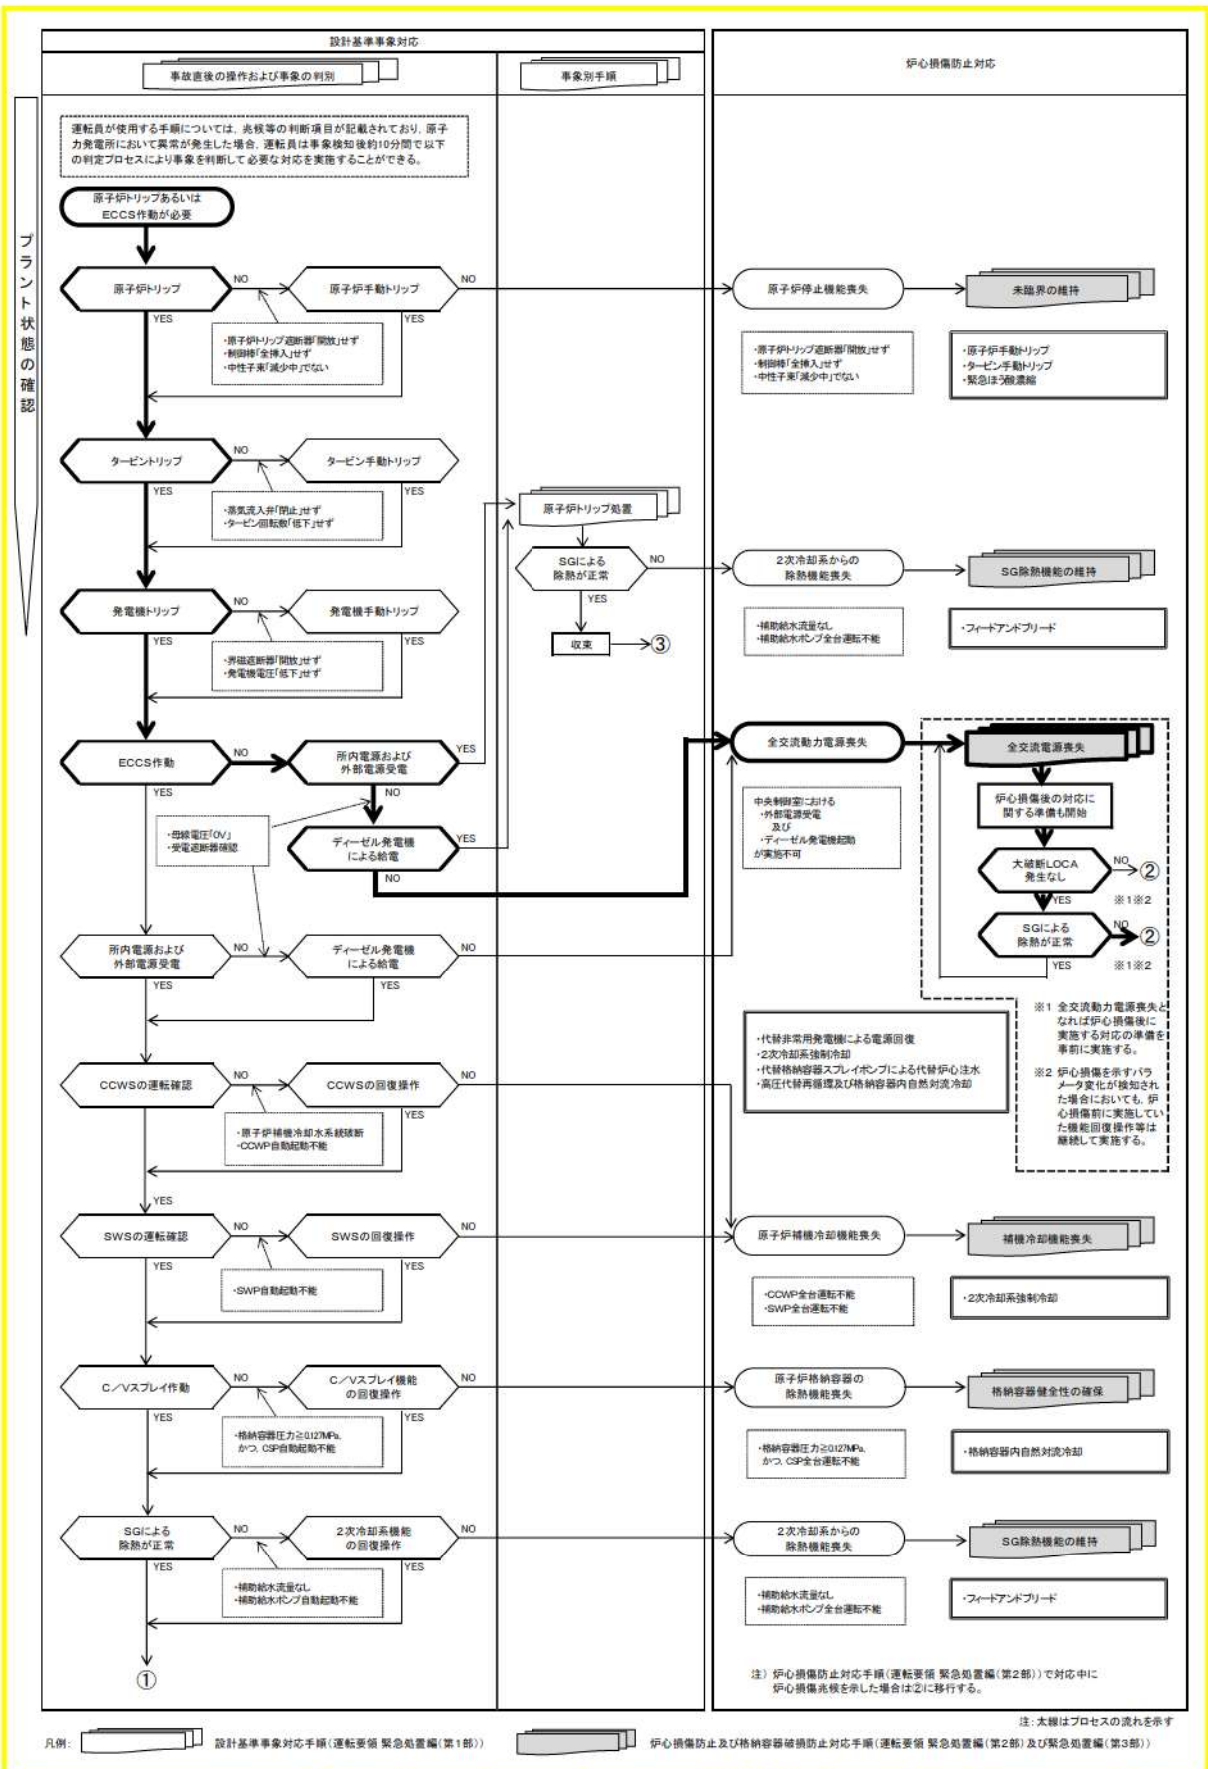 設計基準事象対応
事故直後の操作および事象の判別
事象別手順
炉心損傷防止対応
プラント状態の確認
運転員が使用する手順については、兆候等の判断項目が記載されており、原子
力発電所において異常が発生した場合、運転員は事象検知後約10分間で以下
の判定プロセスにより事象を判断して必要な対応を実施することができる。
原子炉トリップあるいは
ECCS作動が必要
原子炉トリップ
NO
原子炉手動トリップ
NO
原子炉停止機能喪失
未臨界の維持
YES
YES
・原子炉トリップ遮断器「開放」せず
・制御棒「全挿入」せず
・中性子束「減少中」でない
・原子炉トリップ遮断器「開放」せず
・制御棒「全挿入」せず
・中性子束「減少中」でない
・原子炉手動トリップ
・タービン手動トリップ
・緊急ほう酸濃縮
タービントリップ
NO
タービン手動トリップ
YES
YES
・蒸気流入弁「閉止」せず
・タービン回転数「低下」せず
原子炉トリップ処置
SGによる
除熱が正常
NO
YES
収束
③
2次冷却系からの
除熱機能喪失
SG除熱機能の維持
・補助給水流量なし
・補助給水ポンプ全台運転不能
・フィードアンドブリード
発電機トリップ
NO
発電機手動トリップ
YES
YES
・界磁遮断器「開放」せず
・発電機電圧「低下」せず
ECCS作動
NO
所内電源および
外部電源受電
YES
YES
NO
・母線電圧「0V」
・受電遮断器確認
ディーゼル発電機
による給電
YES
NO
全交流動力電源喪失
全交流電源喪失
中央制御室における
・外部電源受電
及び
・ディーゼル発電機起動
が実施不可
炉心損傷後の対応に
関する準備も開始
大破断LOCA
発生なし
NO
②
YES
※1※2
SGによる
除熱が正常
NO
②
YES
※1※2
所内電源および
外部電源受電
NO
ディーゼル発電機
による給電
NO
YES
YES
※1 全交流動力電源喪失と
なれば炉心損傷後に
実施する対応の準備を
事前に実施する。
※2 炉心損傷を示すパラ
メータ変化が検知され
た場合においても、炉
心損傷前に実施してい
た機能回復操作等は
継続して実施する。
・代替非常用発電機による電源回復
・2次冷却系強制冷却
・代替格納容器スプレイポンプによる代替炉心注水
・高圧代替再循環及び格納容器内自然対流冷却
CCWSの運転確認
NO
CCWSの回復操作
NO
YES
YES
・原子炉補機冷却水系統破断
・CCWP自動起動不能
SWSの運転確認
NO
SWSの回復操作
NO
原子炉補機冷却機能喪失
補機冷却機能喪失
YES
YES
・SWP自動起動不能
・CCWP全台運転不能
・SWP全台運転不能
・2次冷却系強制冷却
C／Vスプレイ作動
NO
C／Vスプレイ機能
の回復操作
NO
原子炉格納容器の
除熱機能喪失
格納容器健全性の確保
YES
YES
・格納容器圧力≧0.127MPa、
かつ、CSP自動起動不能
・格納容器圧力≧0.127MPa、
かつ、CSP全台運転不能
・格納容器内自然対流冷却
SGによる
除熱が正常
NO
2次冷却系機能
の回復操作
NO
2次冷却系からの
除熱機能喪失
SG除熱機能の維持
YES
YES
・補助給水流量なし
・補助給水ポンプ自動起動不能
・補助給水流量なし
・補助給水ポンプ全台運転不能
・フィードアンドブリード
①
注）炉心損傷防止対応手順（運転要領 緊急処置編（第2部））で対応中に
炉心損傷兆候を示した場合は②に移行する。
注：太線はプロセスの流れを示す
凡例：
設計基準事象対応手順（運転要領 緊急処置編（第1部））
炉心損傷防止及び格納容器破損防止対応手順（運転要領 緊急処置編（第2部）及び緊急処置編（第3部））